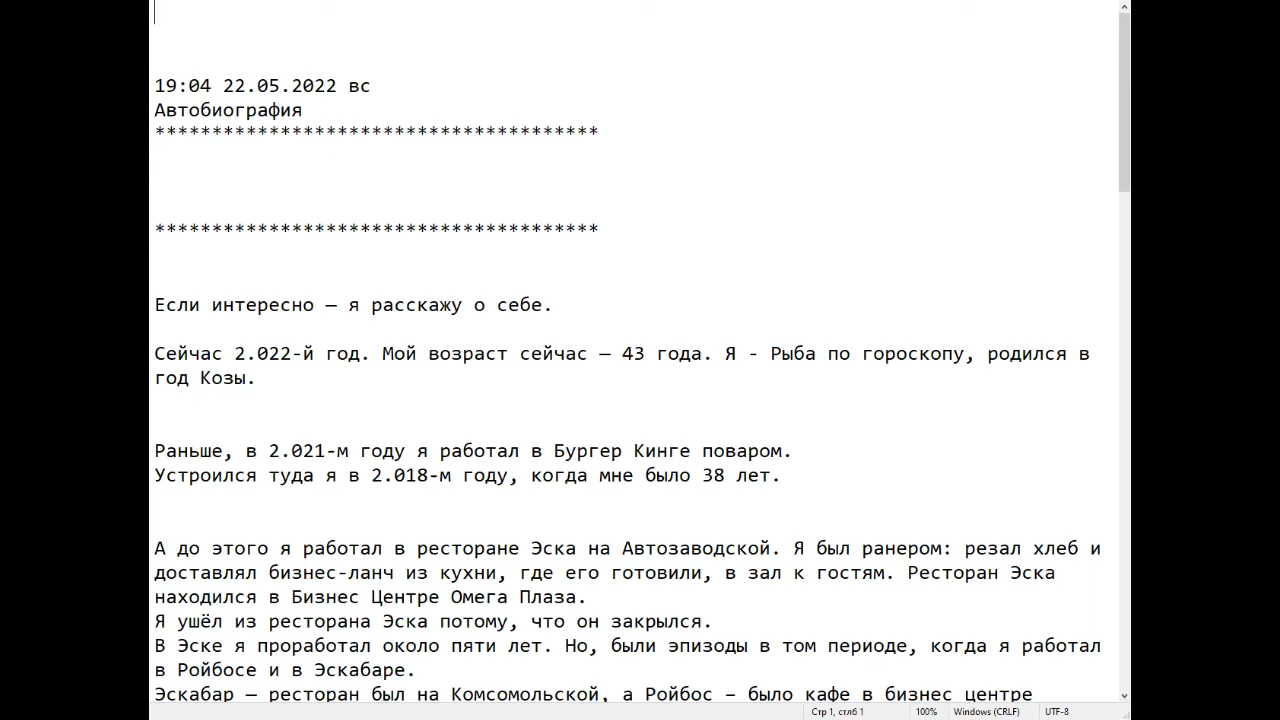 19:04 22.05.2022 вс
Автобиография
***************************************
***************************************
Если интересно — я расскажу о себе.
Сейчас 2.022-й год. Мой возраст сейчас — 43 года. Я - Рыба по гороскопу, родился в
год Козы.
Раньше, в 2.021-м году я работал в Бургер Кинге поваром.
Устроился туда я в 2.018-м году, когда мне было 38 лет.
А до этого я работал в ресторане Эска на Автозаводской. Я был ранером: резал хлеб и
доставлял бизнес-ланч из кухни, где его готовили, в зал к гостям. Ресторан Эска
находился в Бизнес Центре Омега Плаза.
Я ушёл из ресторана Эска потому, что он закрылся.
В Эске я проработал около пяти лет. Но, были эпизоды в том периоде, когда я работал
в Ройбосе и в Эскабаре.
Эскабар — ресторан был на Комсомольской, а Ройбос – было кафе в бизнес центре
Стр 1, стлб 1 100% Windows (CRLF) UTF-8